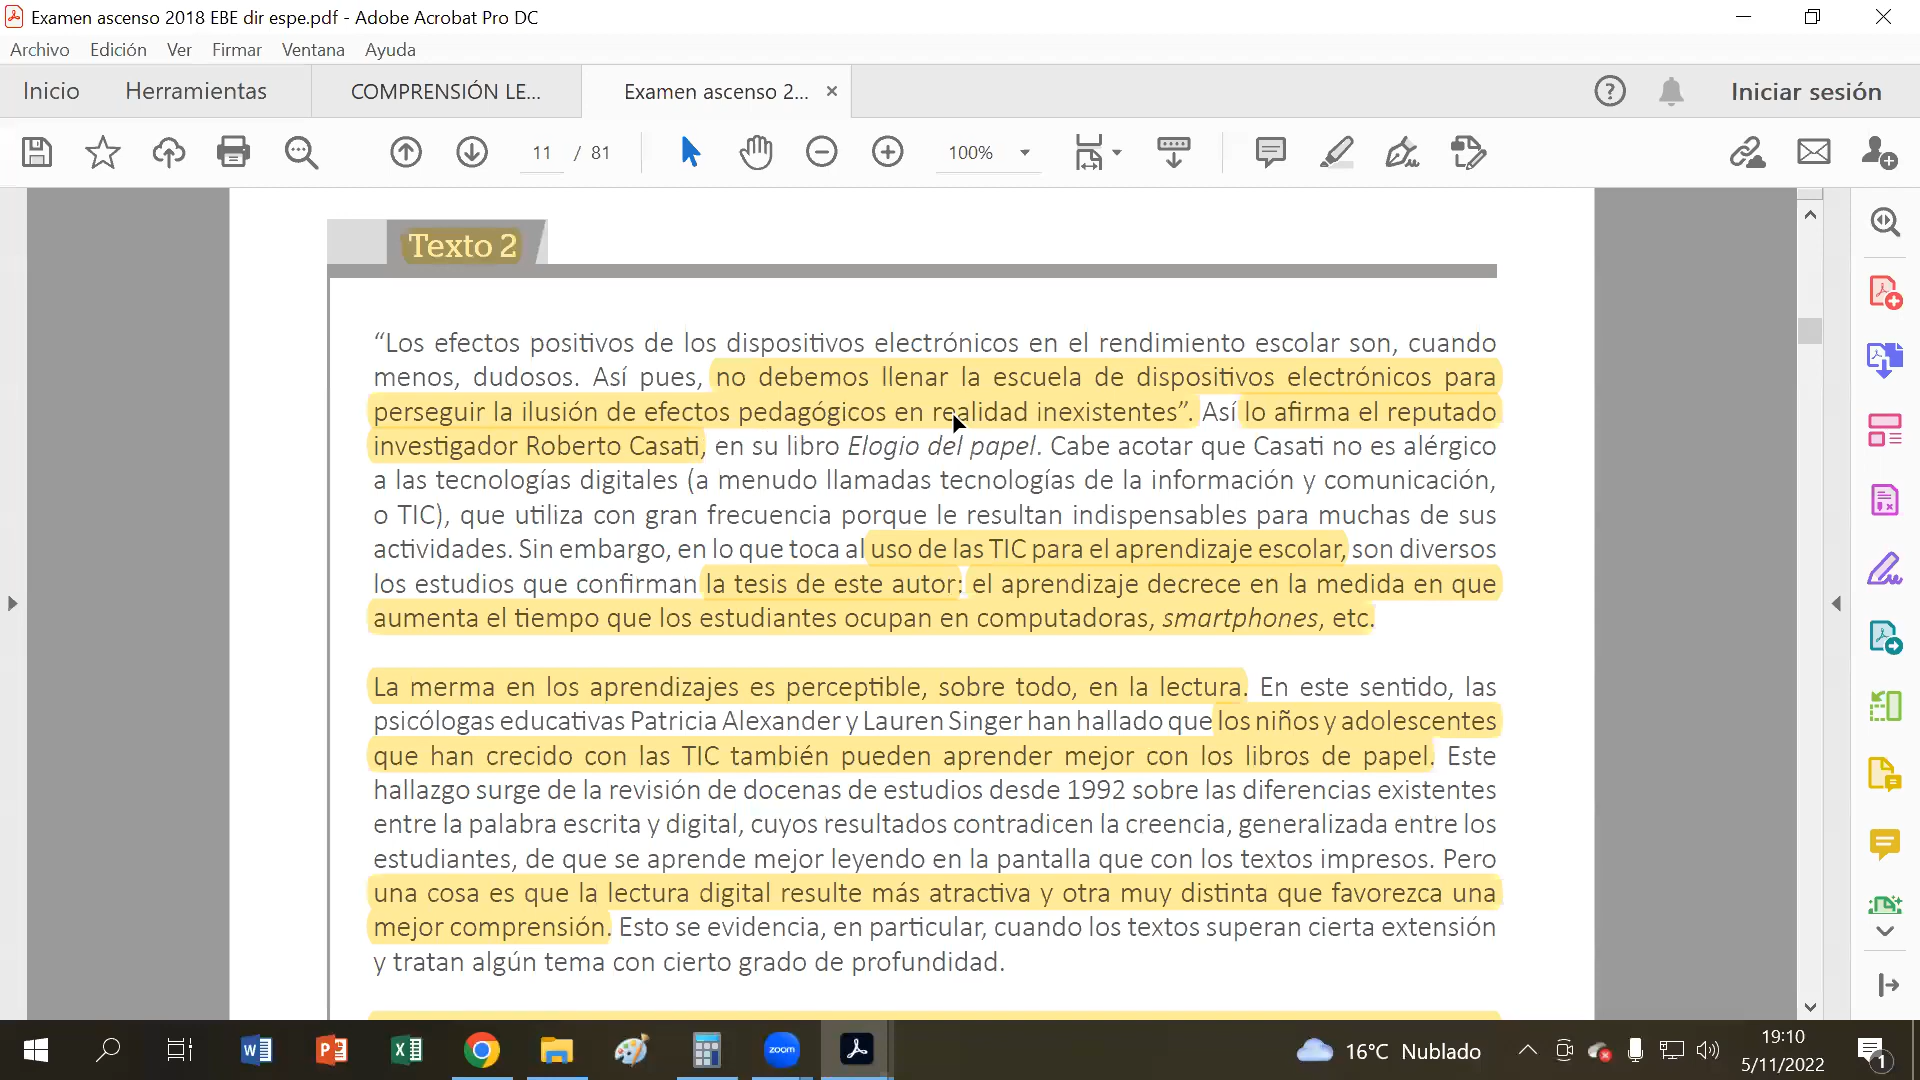 Examen ascenso 2018 EBE dir espe.pdf - Adobe Acrobat Pro DC
Archivo Edición Ver Firmar Ventana Ayuda
Inicio Herramientas COMPRENSIÓN LE... Examen ascenso 2... × Iniciar sesión
11 / 81 100%
Texto 2
“Los efectos positivos de los dispositivos electrónicos en el rendimiento escolar son, cuando
menos, dudosos. Así pues, no debemos llenar la escuela de dispositivos electrónicos para
perseguir la ilusión de efectos pedagógicos en realidad inexistentes”. Así lo afirma el reputado
investigador Roberto Casati, en su libro Elogio del papel. Cabe acotar que Casati no es alérgico
a las tecnologías digitales (a menudo llamadas tecnologías de la información y comunicación,
o TIC), que utiliza con gran frecuencia porque le resultan indispensables para muchas de sus
actividades. Sin embargo, en lo que toca al uso de las TIC para el aprendizaje escolar, son diversos
los estudios que confirman la tesis de este autor: el aprendizaje decrece en la medida en que
aumenta el tiempo que los estudiantes ocupan en computadoras, smartphones, etc.
La merma en los aprendizajes es perceptible, sobre todo, en la lectura. En este sentido, las
psicólogas educativas Patricia Alexander y Lauren Singer han hallado que los niños y adolescentes
que han crecido con las TIC también pueden aprender mejor con los libros de papel. Este
hallazgo surge de la revisión de docenas de estudios desde 1992 sobre las diferencias existentes
entre la palabra escrita y digital, cuyos resultados contradicen la creencia, generalizada entre los
estudiantes, de que se aprende mejor leyendo en la pantalla que con los textos impresos. Pero
una cosa es que la lectura digital resulte más atractiva y otra muy distinta que favorezca una
mejor comprensión. Esto se evidencia, en particular, cuando los textos superan cierta extensión
y tratan algún tema con cierto grado de profundidad.
zoom 16°C Nublado 19:10
5/11/2022 1